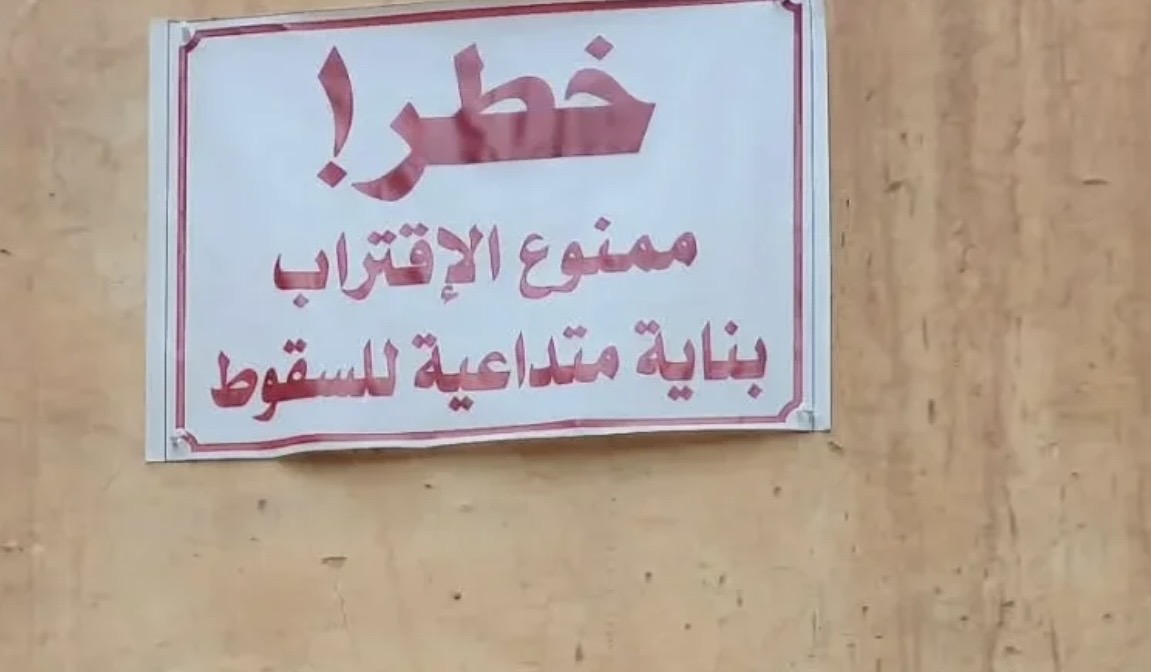 خطر!
ممنوع الإقتراب
بناية متداعية للسقوط